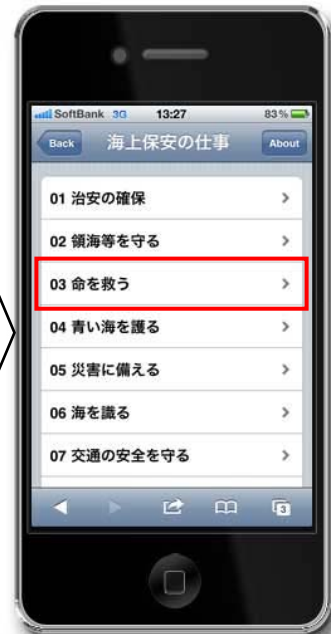 SoftBank 3G 13:27 83%
Back 海上保安の仕事 About
01 治安の確保
02 領海等を守る
03 命を救う
04 青い海を護る
05 災害に備える
06 海を識る
07 交通の安全を守る
3